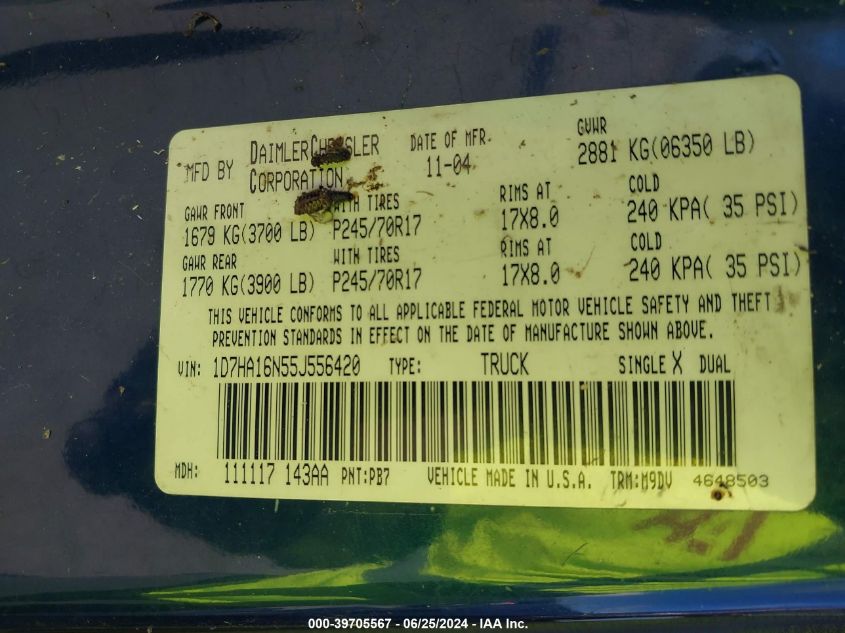 MFD BY DAIMLERCHRYSLER CORPORATION DATE OF MFR. 11-04 GVWR 2881 KG(06350 LB)
GAWR FRONT WITH TIRES RIMS AT COLD
1679 KG(3700 LB) P245/70R17 17X8.0 240 KPA( 35 PSI)
GAWR REAR WITH TIRES RIMS AT COLD
1770 KG(3900 LB) P245/70R17 17X8.0 240 KPA( 35 PSI)
THIS VEHICLE CONFORMS TO ALL APPLICABLE FEDERAL MOTOR VEHICLE SAFETY AND THEFT
PREVENTION STANDARDS IN EFFECT ON THE DATE OF MANUFACTURE SHOWN ABOVE.
VIN: 1D7HA16N55J556420 TYPE: TRUCK SINGLE X DUAL
MDH: 111117 143AA PNT:PB7 VEHICLE MADE IN U.S.A. TRM:M9DV 4648503
000-39705567 - 06/25/2024 - IAA Inc.